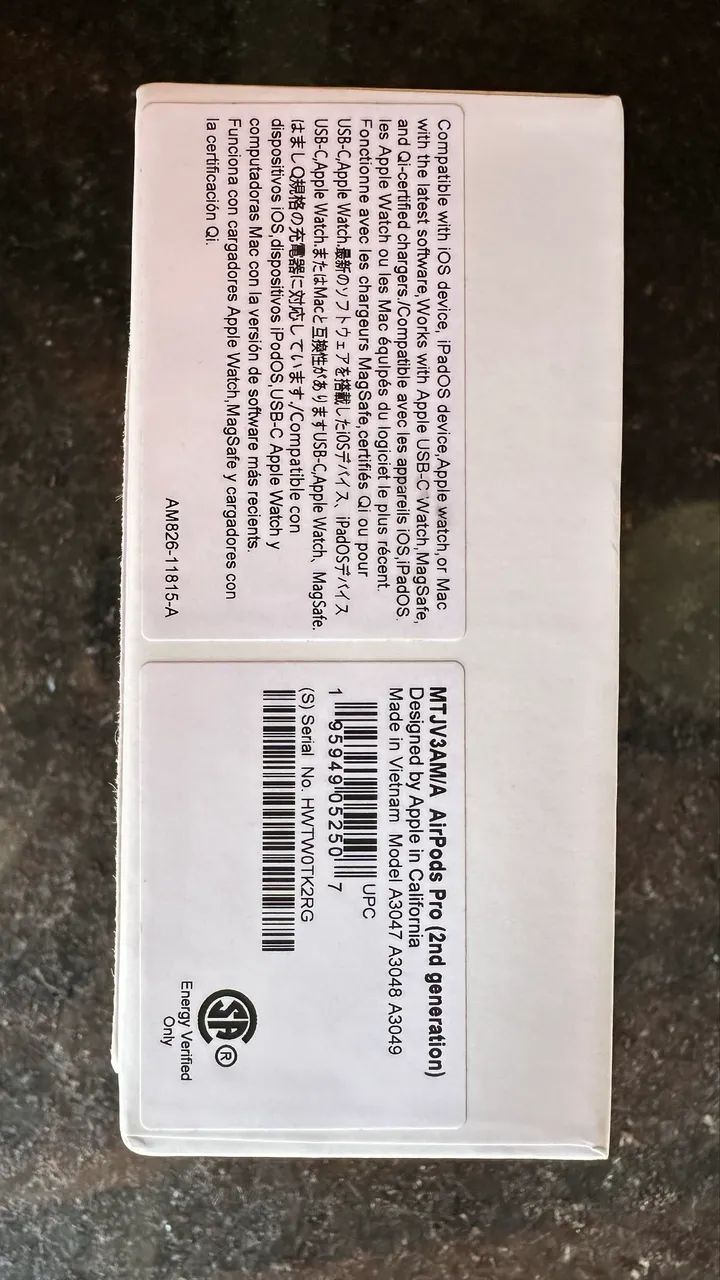 Compatible with iOS device, iPadOS device,Apple watch,or Mac
with the latest software,Works with Apple USB-C Watch,MagSafe,
and Qi-certified chargers./Compatible avec les appareils iOS,iPadOS.
les Apple Watch ou les Mac équipés du logiciet le plus récent.
Fonctionne avec les chargeurs MagSafe,certifiés Qi ou pour
USB-C,Apple Watch.最新のソフトウェアを搭載したiOSデバイス、iPadOSデバイス
USB-C,Apple Watch.またはMacと互換性がありますUSB-C,Apple Watch、MagSafe.
はましQ規格の充電器に対応しています./Compatible con
dispositivos iOS,dispositivos iPodOS,USB-C Apple Watch y
computadoras Mac con la versión de software más recients.
Funciona con cargadores Apple Watch,MagSafe y cargadores con
la certificación Qi.
AM826-11815-A
MTJV3AM/A AirPods Pro (2nd generation)
Designed by Apple in California
Made in Vietnam Model A3047 A3048 A3049
UPC
1 95949 05250 7
(S) Serial No. HWTW0TK2RG
SA ®
Energy Verified
Only